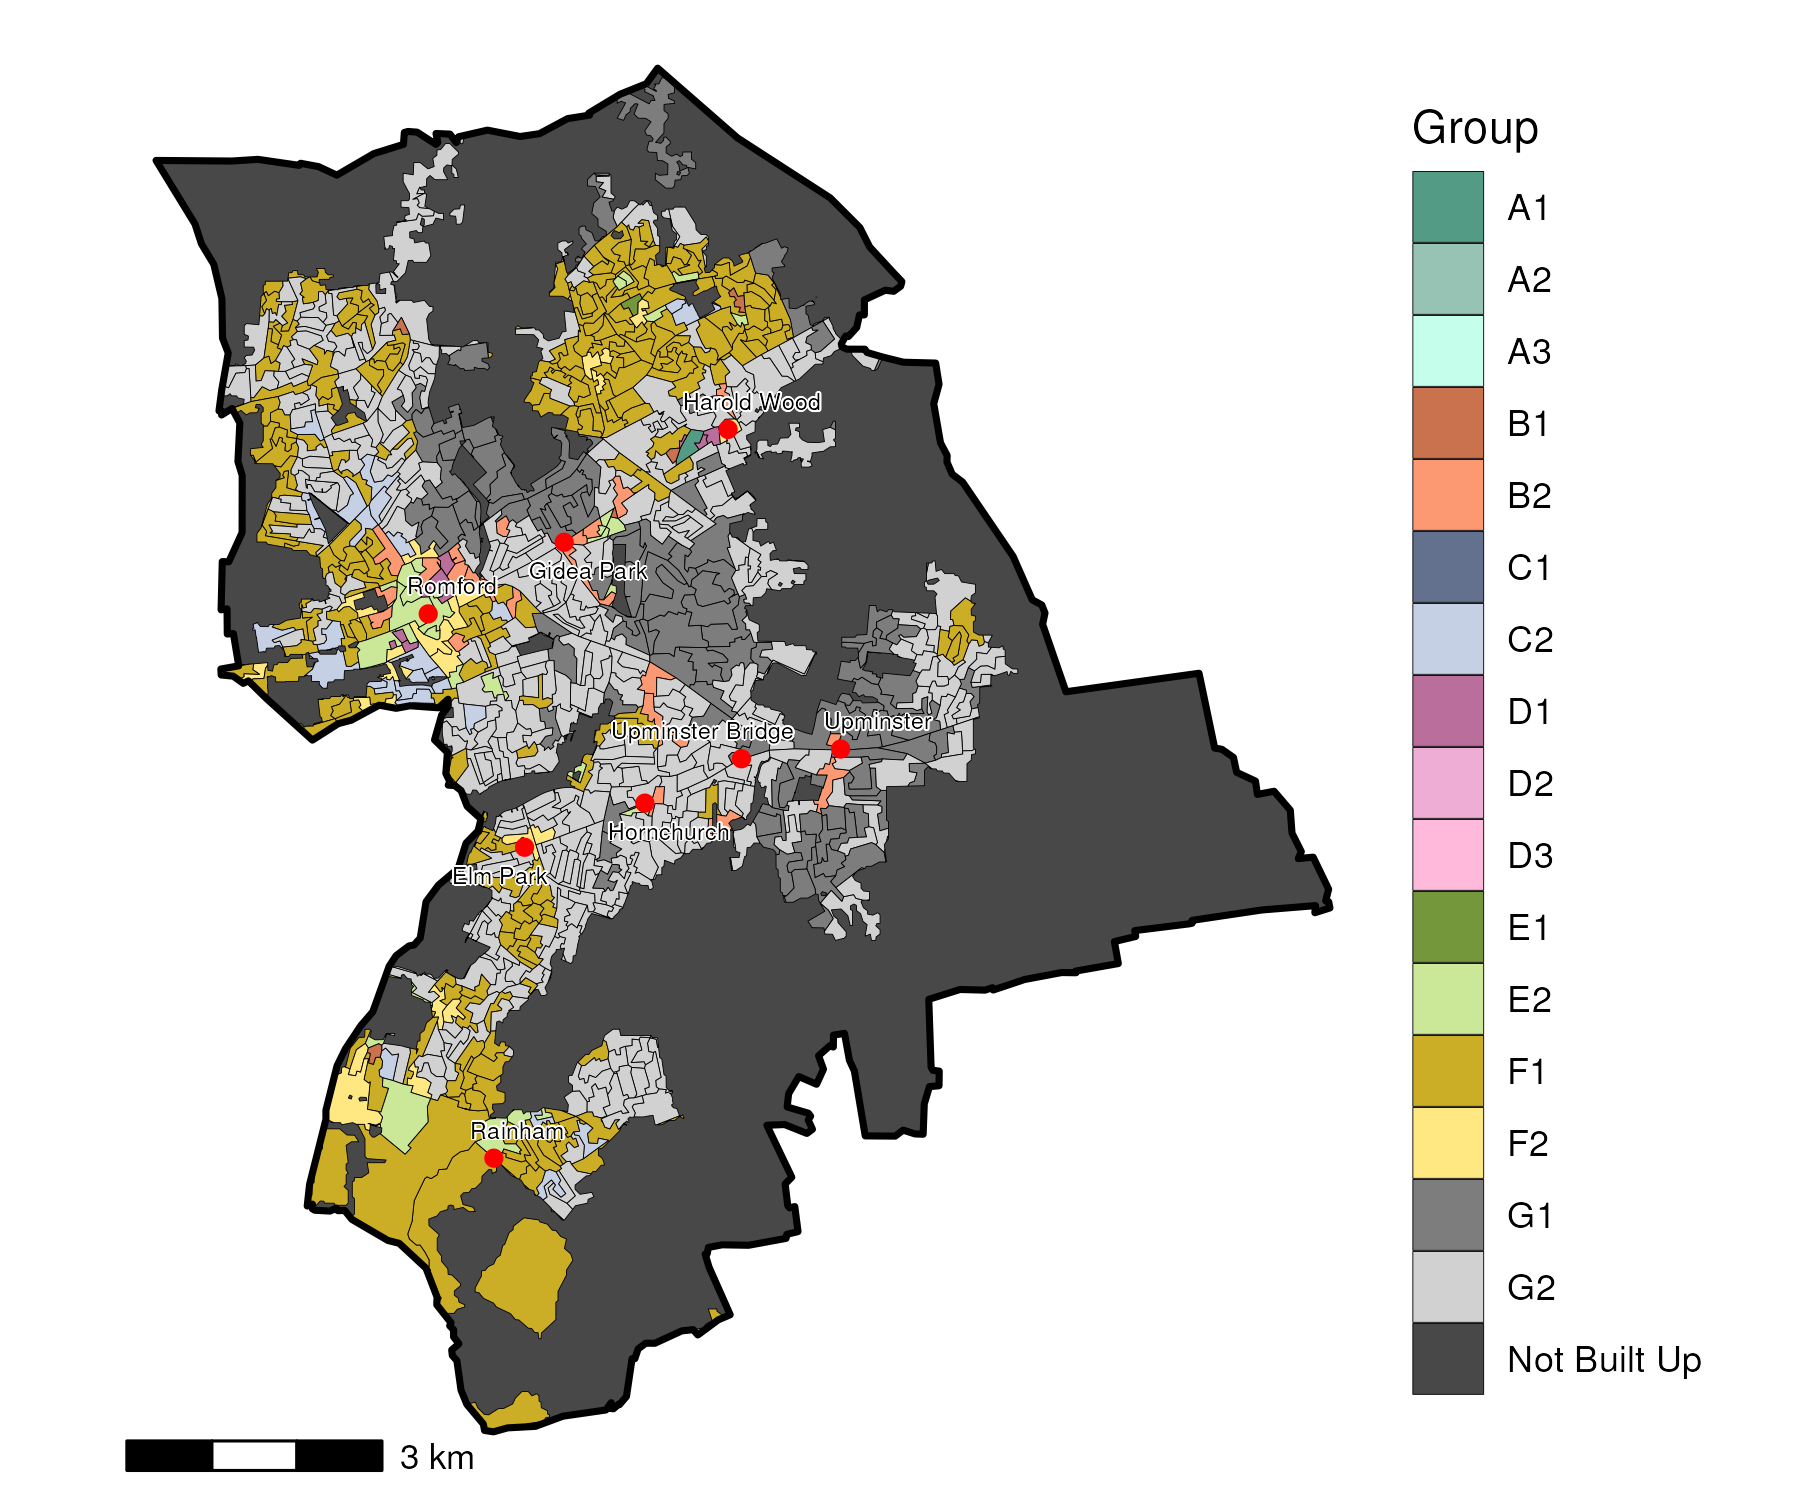 Group
A1
A2
A3
B1
B2
C1
C2
D1
D2
D3
E1
E2
F1
F2
G1
G2
Not Built Up
Harold Wood
Gidea Park
Romford
Upminster
Upminster Bridge
Hornchurch
Elm Park
Rainham
3 km